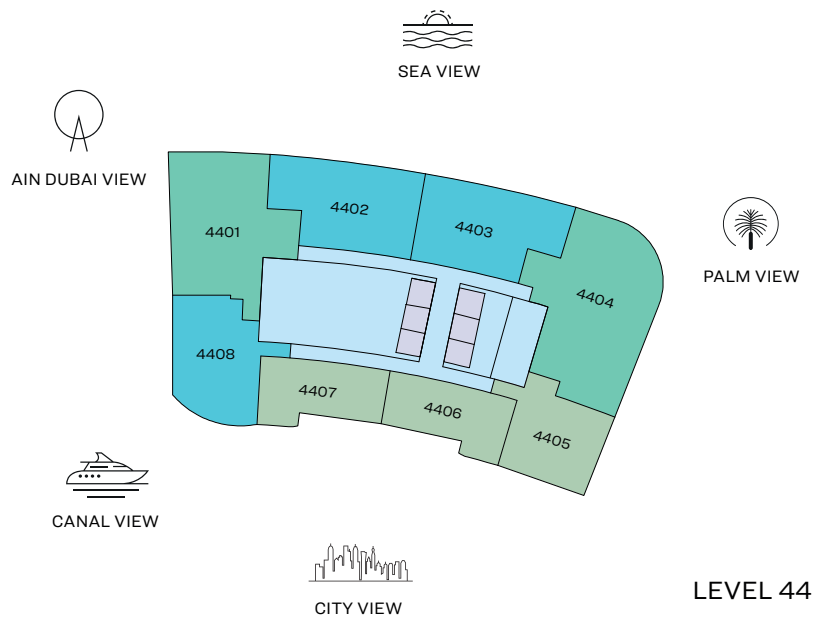 SEA VIEW
AIN DUBAI VIEW
4402
4403
4401
PALM VIEW
4404
4408
4407
4406
4405
CANAL VIEW
CITY VIEW
LEVEL 44